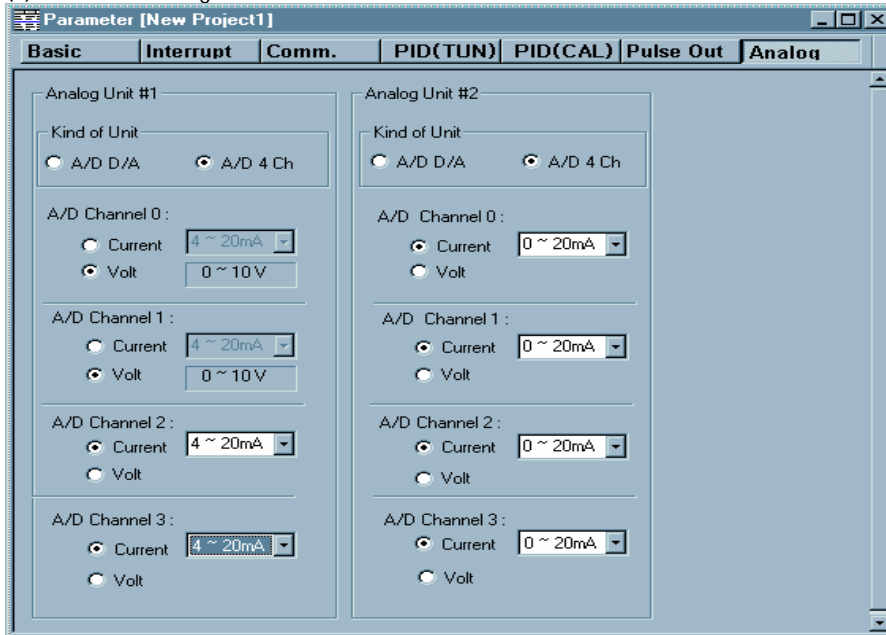 Parameter [New Project1]
Basic Interrupt Comm. PID(TUN) PID(CAL) Pulse Out Analog
Analog Unit #1
Kind of Unit
A/D D/A A/D 4 Ch
A/D Channel 0 :
Current 4 ~ 20mA
Volt 0 ~ 10 V
A/D Channel 1 :
Current 4 ~ 20mA
Volt 0 ~ 10 V
A/D Channel 2 :
Current 4 ~ 20mA
Volt
A/D Channel 3 :
Current 4 ~ 20mA
Volt
Analog Unit #2
Kind of Unit
A/D D/A A/D 4 Ch
A/D Channel 0 :
Current 0 ~ 20mA
Volt
A/D Channel 1 :
Current 0 ~ 20mA
Volt
A/D Channel 2 :
Current 0 ~ 20mA
Volt
A/D Channel 3 :
Current 0 ~ 20mA
Volt